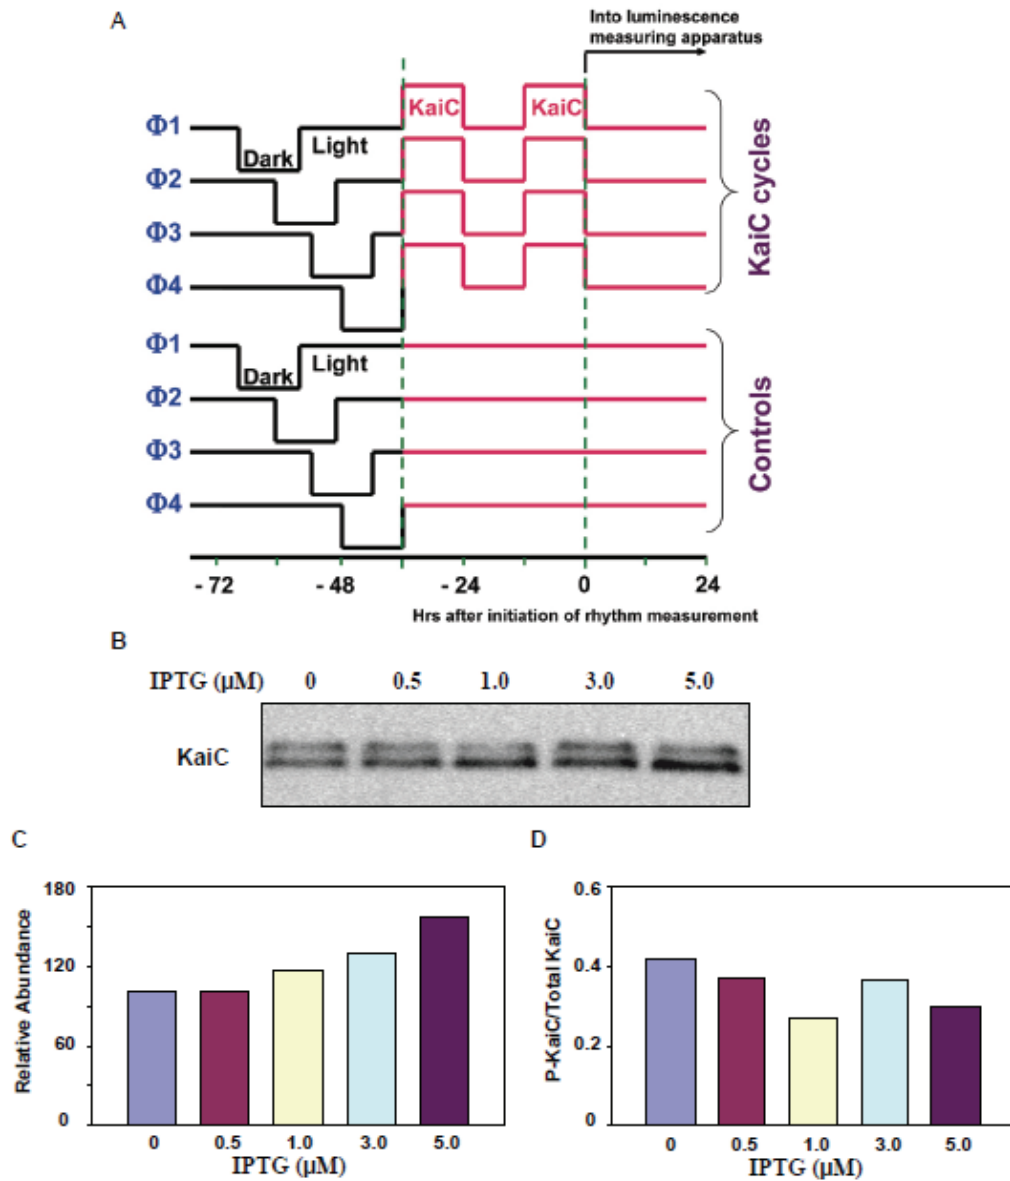 A
Into luminescence
measuring apparatus
KaiC KaiC
Φ1
Dark Light
Φ2
Φ3
Φ4
KaiC cycles
Φ1
Dark Light
Φ2
Φ3
Φ4
Controls
- 72 - 48 - 24 0 24
Hrs after initiation of rhythm measurement
B
IPTG (μM) 0 0.5 1.0 3.0 5.0
KaiC
C
Relative Abundance
180
120
60
0
0 0.5 1.0 3.0 5.0
IPTG (μM)
D
P-KaiC/Total KaiC
0.6
0.4
0.2
0
0 0.5 1.0 3.0 5.0
IPTG (μM)